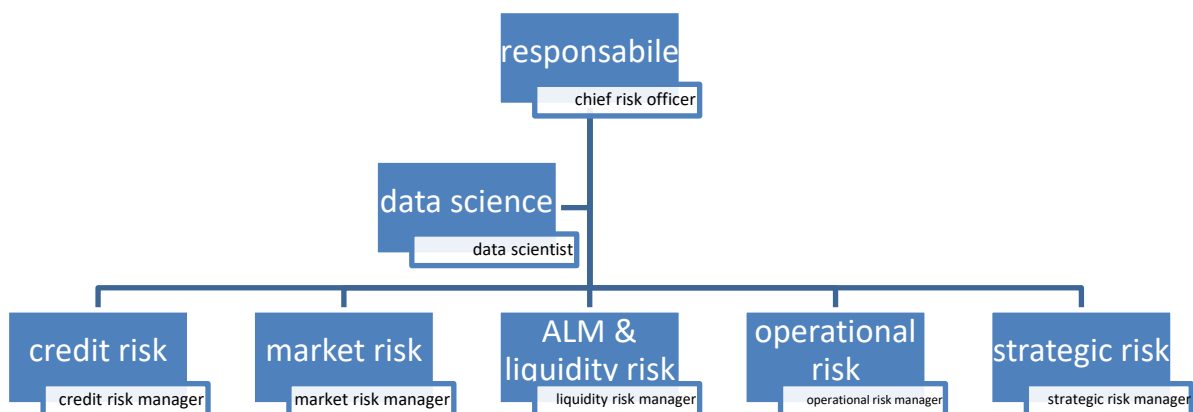 responsabile
chief risk officer
data science
data scientist
credit risk
credit risk manager
market risk
market risk manager
ALM &
liquidity risk
liquidity risk manager
operational
risk
operational risk manager
strategic risk
strategic risk manager